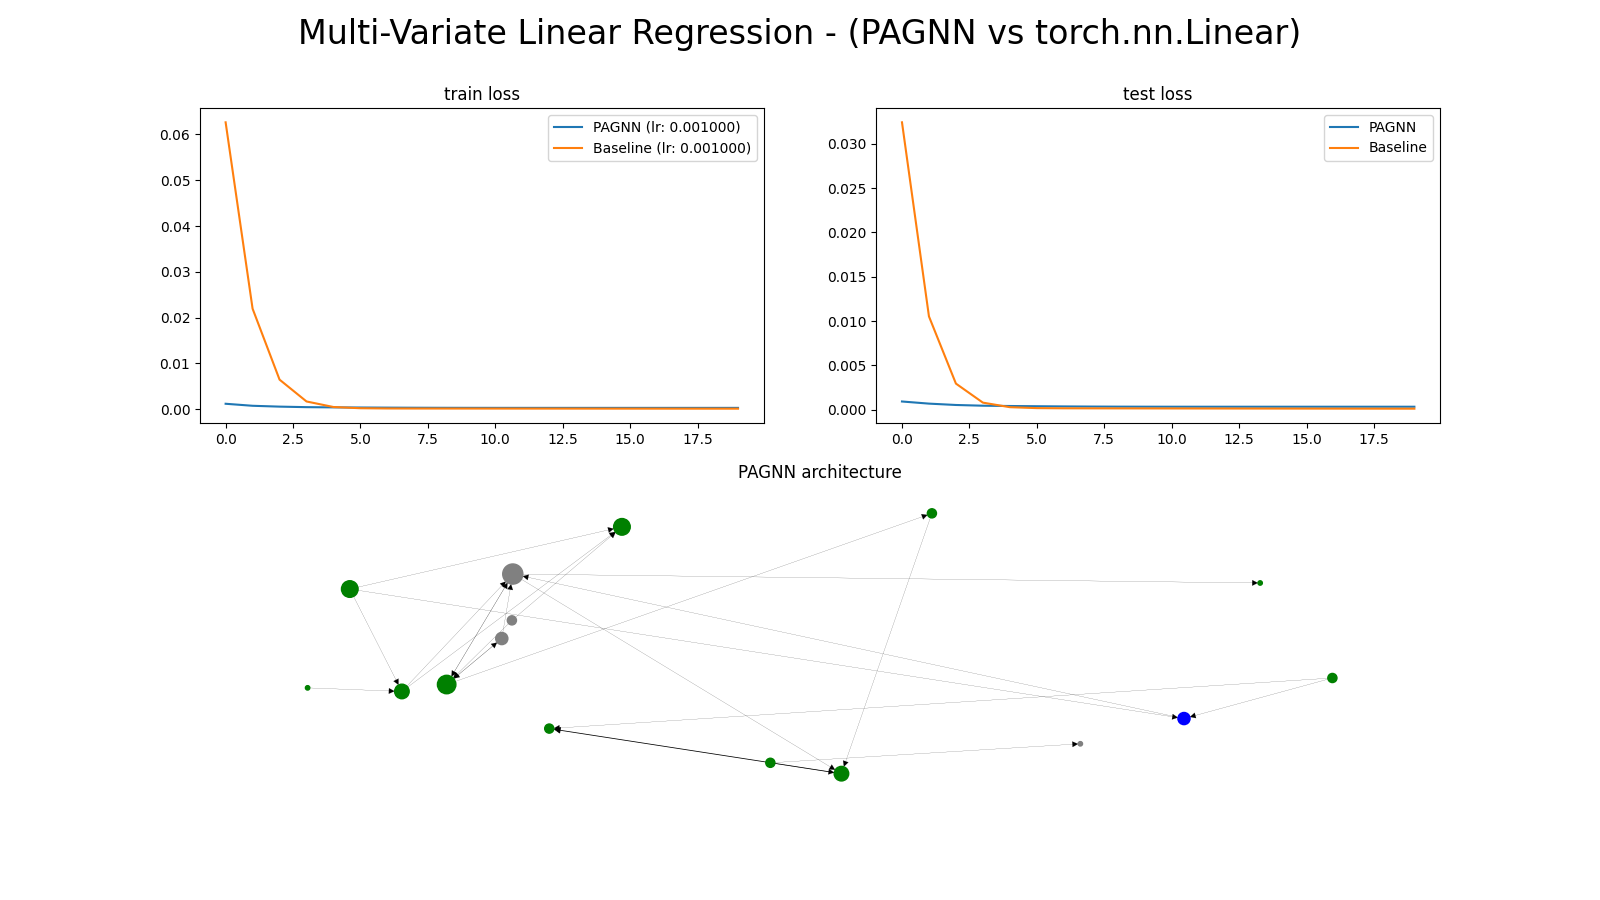 Multi-Variate Linear Regression - (PAGNN vs torch.nn.Linear)
train loss
PAGNN (lr: 0.001000)
Baseline (lr: 0.001000)
0.06
0.05
0.04
0.03
0.02
0.01
0.00
0.0 2.5 5.0 7.5 10.0 12.5 15.0 17.5
test loss
PAGNN
Baseline
0.030
0.025
0.020
0.015
0.010
0.005
0.000
0.0 2.5 5.0 7.5 10.0 12.5 15.0 17.5
PAGNN architecture